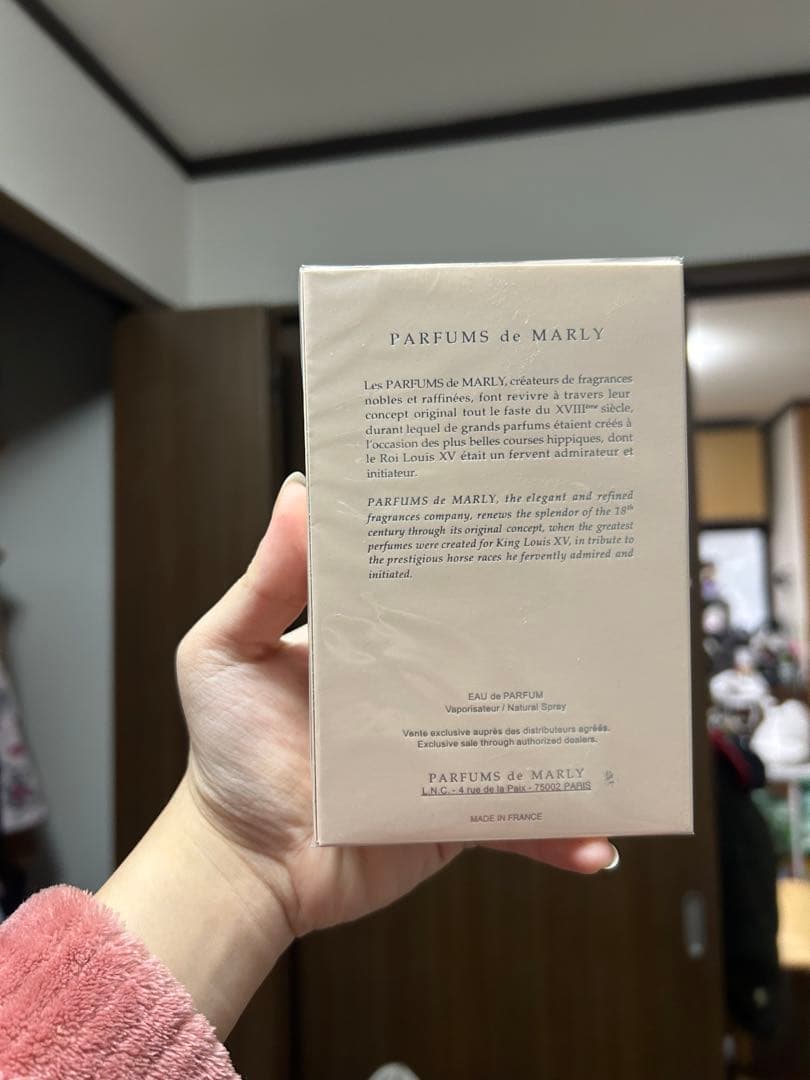 PARFUMS de MARLY
Les PARFUMS de MARLY, créateurs de fragrances
nobles et raffinées, font revivre à travers leur
concept original tout le faste du XVIIIème siècle,
durant lequel de grands parfums étaient créés à
l'occasion des plus belles courses hippiques, dont
le Roi Louis XV était un fervent admirateur et
initiateur.
PARFUMS de MARLY, the elegant and refined
fragrances company, renews the splendor of the 18th
century through its original concept, when the greatest
perfumes were created for King Louis XV, in tribute to
the prestigious horse races he fervently admired and
initiated.
EAU de PARFUM
Vaporisateur / Natural Spray
Vente exclusive auprès des distributeurs agréés.
Exclusive sale through authorized dealers.
PARFUMS de MARLY
L.N.C. - 4 rue de la Paix - 75002 PARIS
MADE IN FRANCE